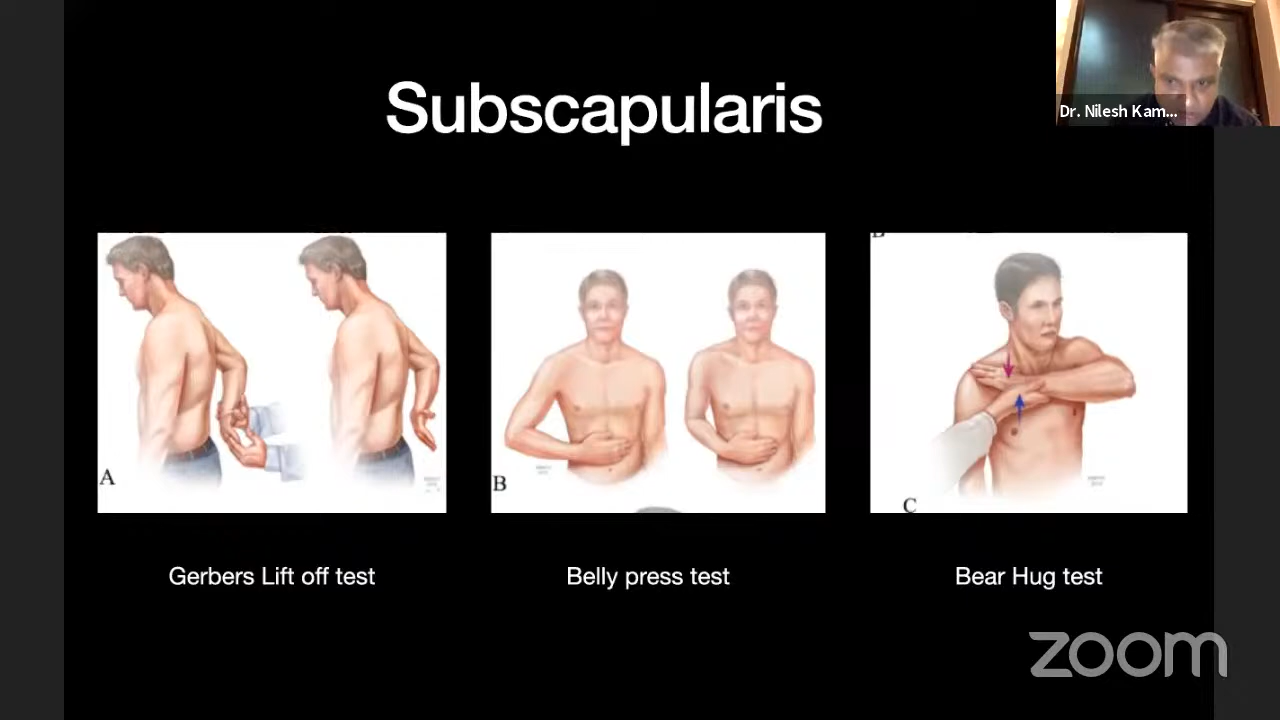 Subscapularis
Dr. Nilesh Kam...
A
B
C
Gerbers Lift off test
Belly press test
Bear Hug test
zoom